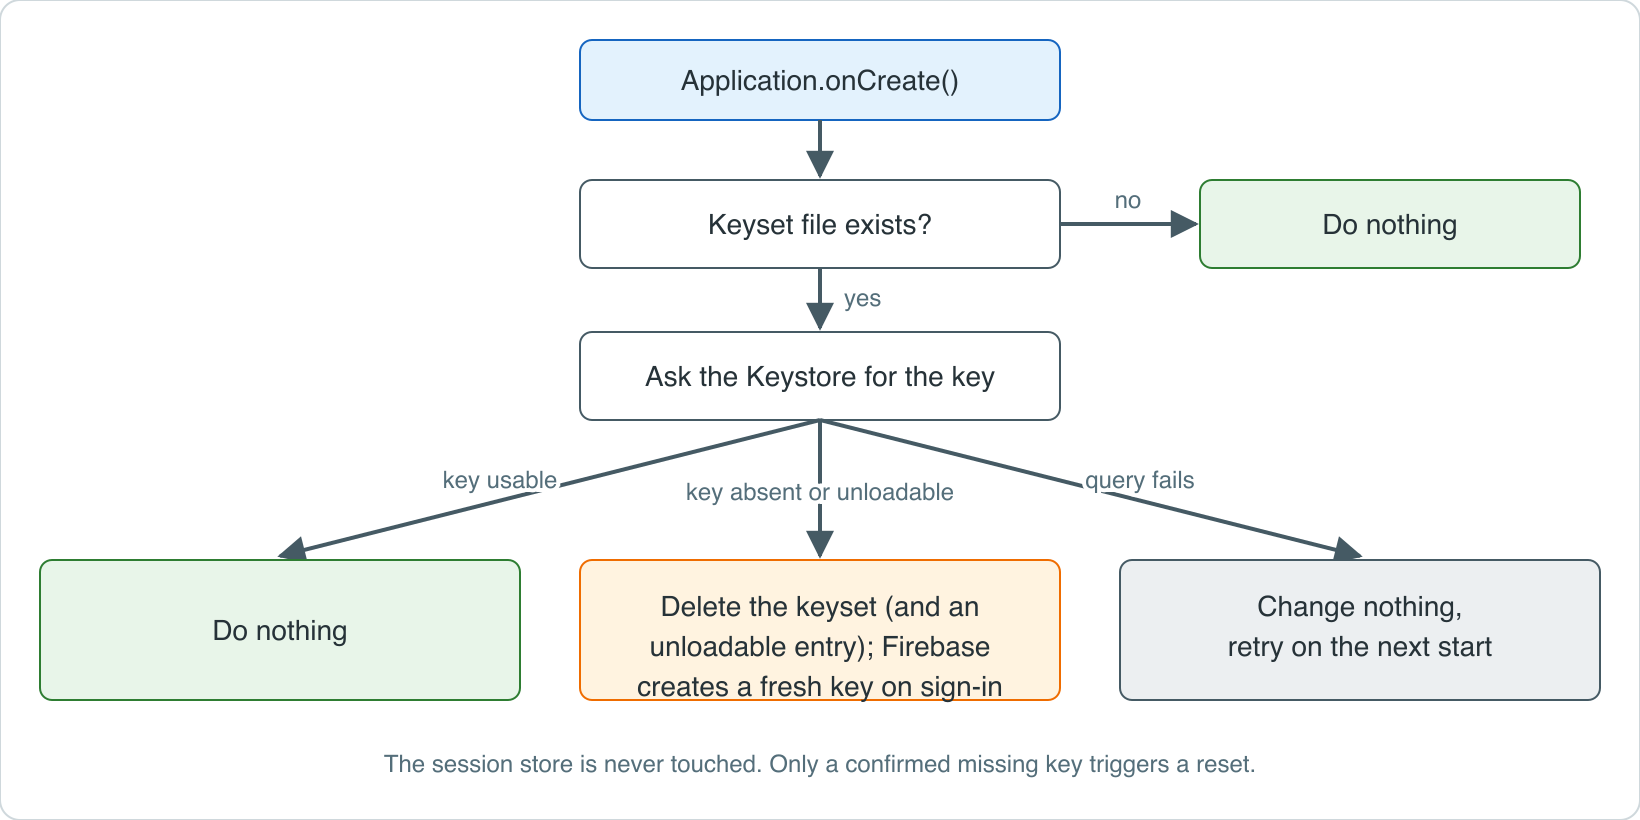 Application.onCreate()
Keyset file exists?
no
Do nothing
yes
Ask the Keystore for the key
key usable
key absent or unloadable
query fails
Do nothing
Delete the keyset (and an
unloadable entry); Firebase
creates a fresh key on sign-in
Change nothing,
retry on the next start
The session store is never touched. Only a confirmed missing key triggers a reset.